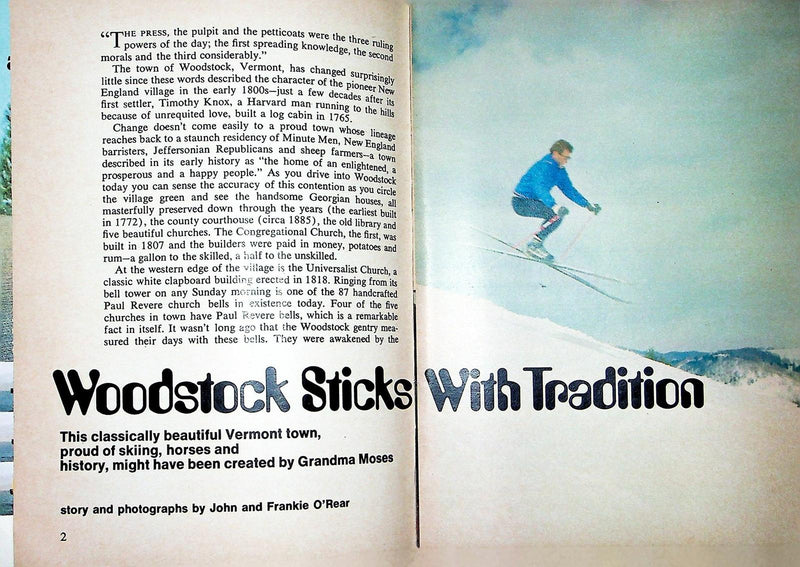 “THE PRESS, the pulpit and the petticoats were the three ruling
powers of the day; the first spreading knowledge, the second
morals and the third considerably.”
The town of Woodstock, Vermont, has changed surprisingly
little since these words described the character of the pioneer New
England village in the early 1800s—just a few decades after its
first settler, Timothy Knox, a Harvard man running to the hills
because of unrequited love, built a log cabin in 1765.
Change doesn’t come easily to a proud town whose lineage
reaches back to a staunch residency of Minute Men, New England
barristers, Jeffersonian Republicans and sheep farmers—a town
described in its early history as “the home of an enlightened, a
prosperous and a happy people.” As you drive into Woodstock
today you can sense the accuracy of this contention as you circle
the village green and see the handsome Georgian houses, all
masterfully preserved down through the years (the earliest built
in 1772), the county courthouse (circa 1885), the old library and
five beautiful churches. The Congregational Church, the first, was
built in 1807 and the builders were paid in money, potatoes and
rum—a gallon to the skilled, a half to the unskilled.
At the western edge of the village is the Universalist Church, a
classic white clapboard building erected in 1818. Ringing from its
bell tower on any Sunday morning is one of the 87 handcrafted
Paul Revere church bells in existence today. Four of the five
churches in town have Paul Revere bells, which is a remarkable
fact in itself. It wasn’t long ago that the Woodstock gentry mea-
sured their days with these bells. They were awakened by the
Woodstock Sticks With Tradition
This classically beautiful Vermont town,
proud of skiing, horses and
history, might have been created by Grandma Moses
story and photographs by John and Frankie O’Rear
2